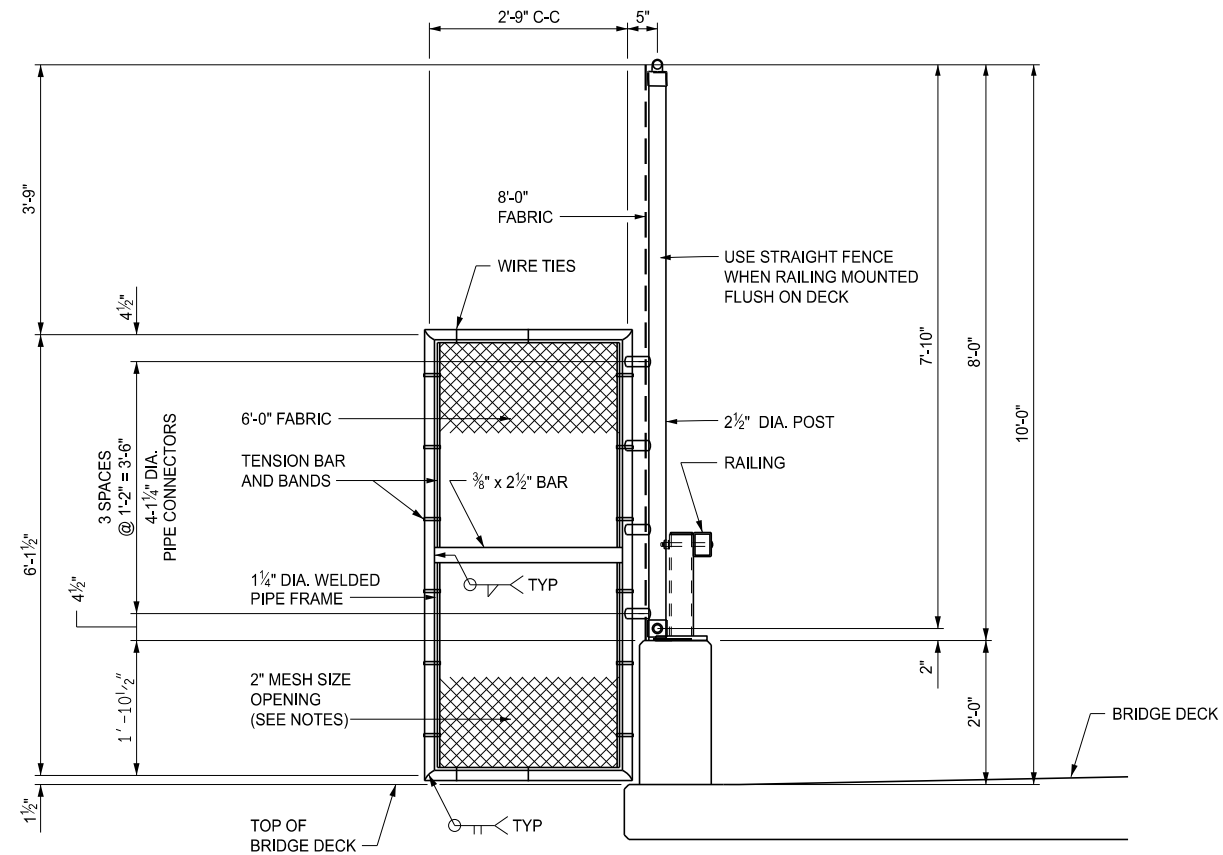 2'-9" C-C
5"
3'-9"
8'-0"
FABRIC
WIRE TIES
USE STRAIGHT FENCE
WHEN RAILING MOUNTED
FLUSH ON DECK
4½"
7'-10"
8'-0"
10'-0"
6'-0" FABRIC
2½" DIA. POST
TENSION BAR
AND BANDS
⅜" x 2½" BAR
RAILING
3 SPACES
@ 1'-2" = 3'-6"
4-1¼" DIA.
PIPE CONNECTORS
6'-1½"
1¼" DIA. WELDED
PIPE FRAME
TYP
4½"
2"
2" MESH SIZE
OPENING
(SEE NOTES)
1'-10½"
2'-0"
BRIDGE DECK
1½"
TOP OF
BRIDGE DECK
TYP